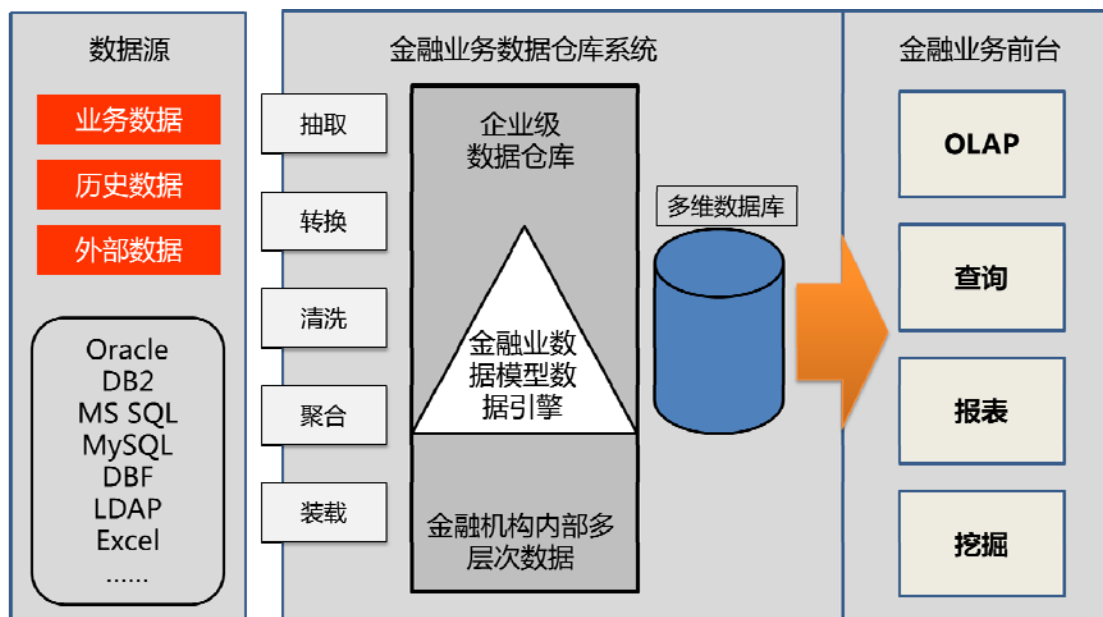 数据源
业务数据
历史数据
外部数据
Oracle
DB2
MS SQL
MySQL
DBF
LDAP
Excel
......
金融业务数据仓库系统
抽取
转换
清洗
聚合
装载
企业级
数据仓库
金融业数
据模型数
据引擎
金融机构内部多
层次数据
多维数据库
金融业务前台
OLAP
查询
报表
挖掘